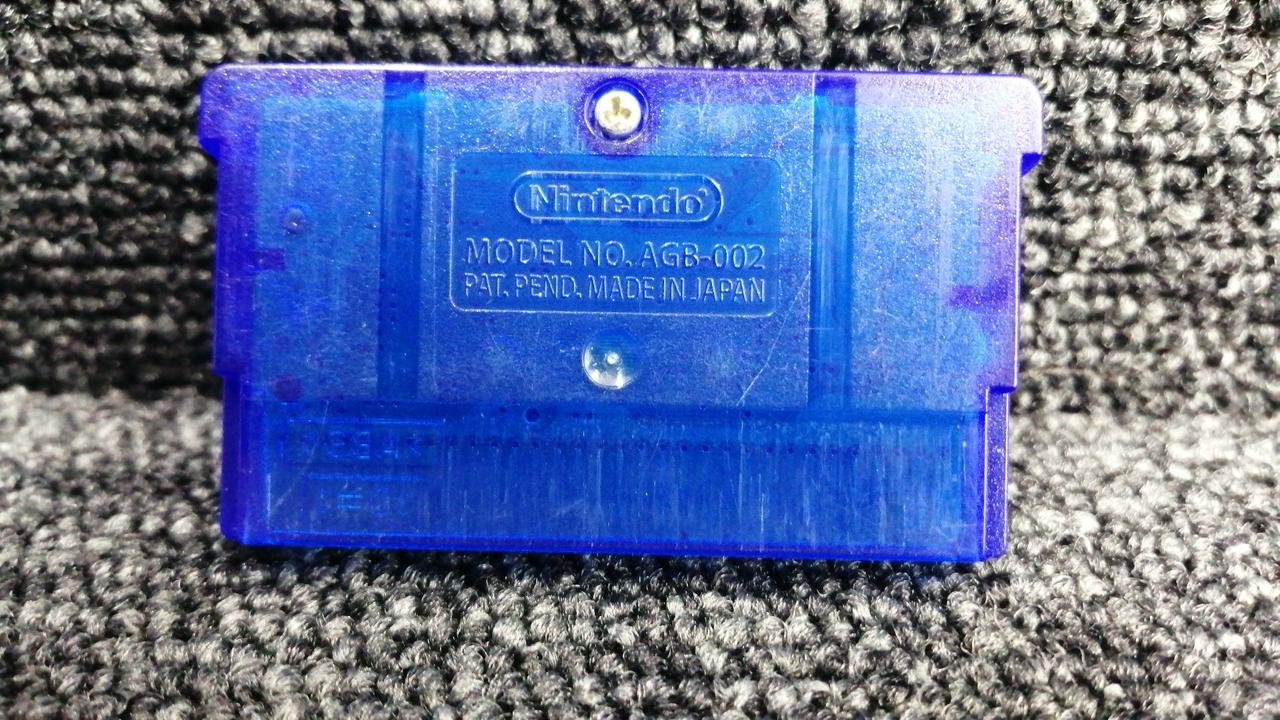 Nintendo
MODEL NO. AGB-002
PAT. PEND. MADE IN JAPAN